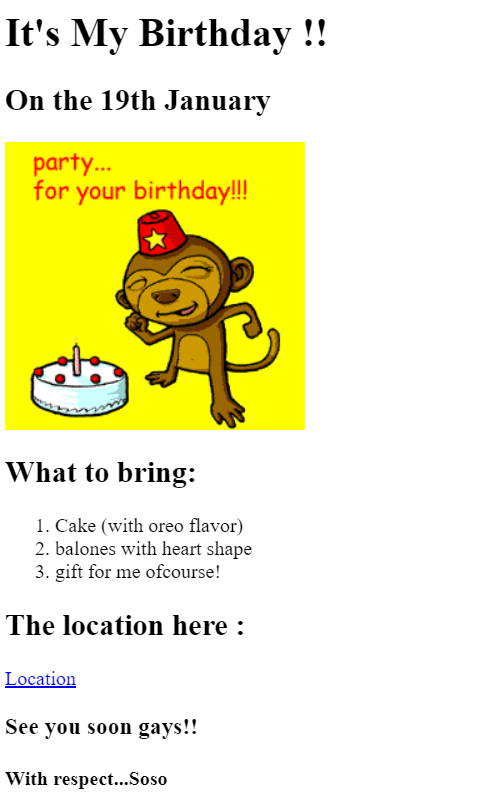 It's My Birthday !!
On the 19th January
party...
for your birthday!!!
What to bring:
1. Cake (with oreo flavor)
2. balones with heart shape
3. gift for me ofcourse!
The location here :
Location
See you soon gays!!
With respect...Soso